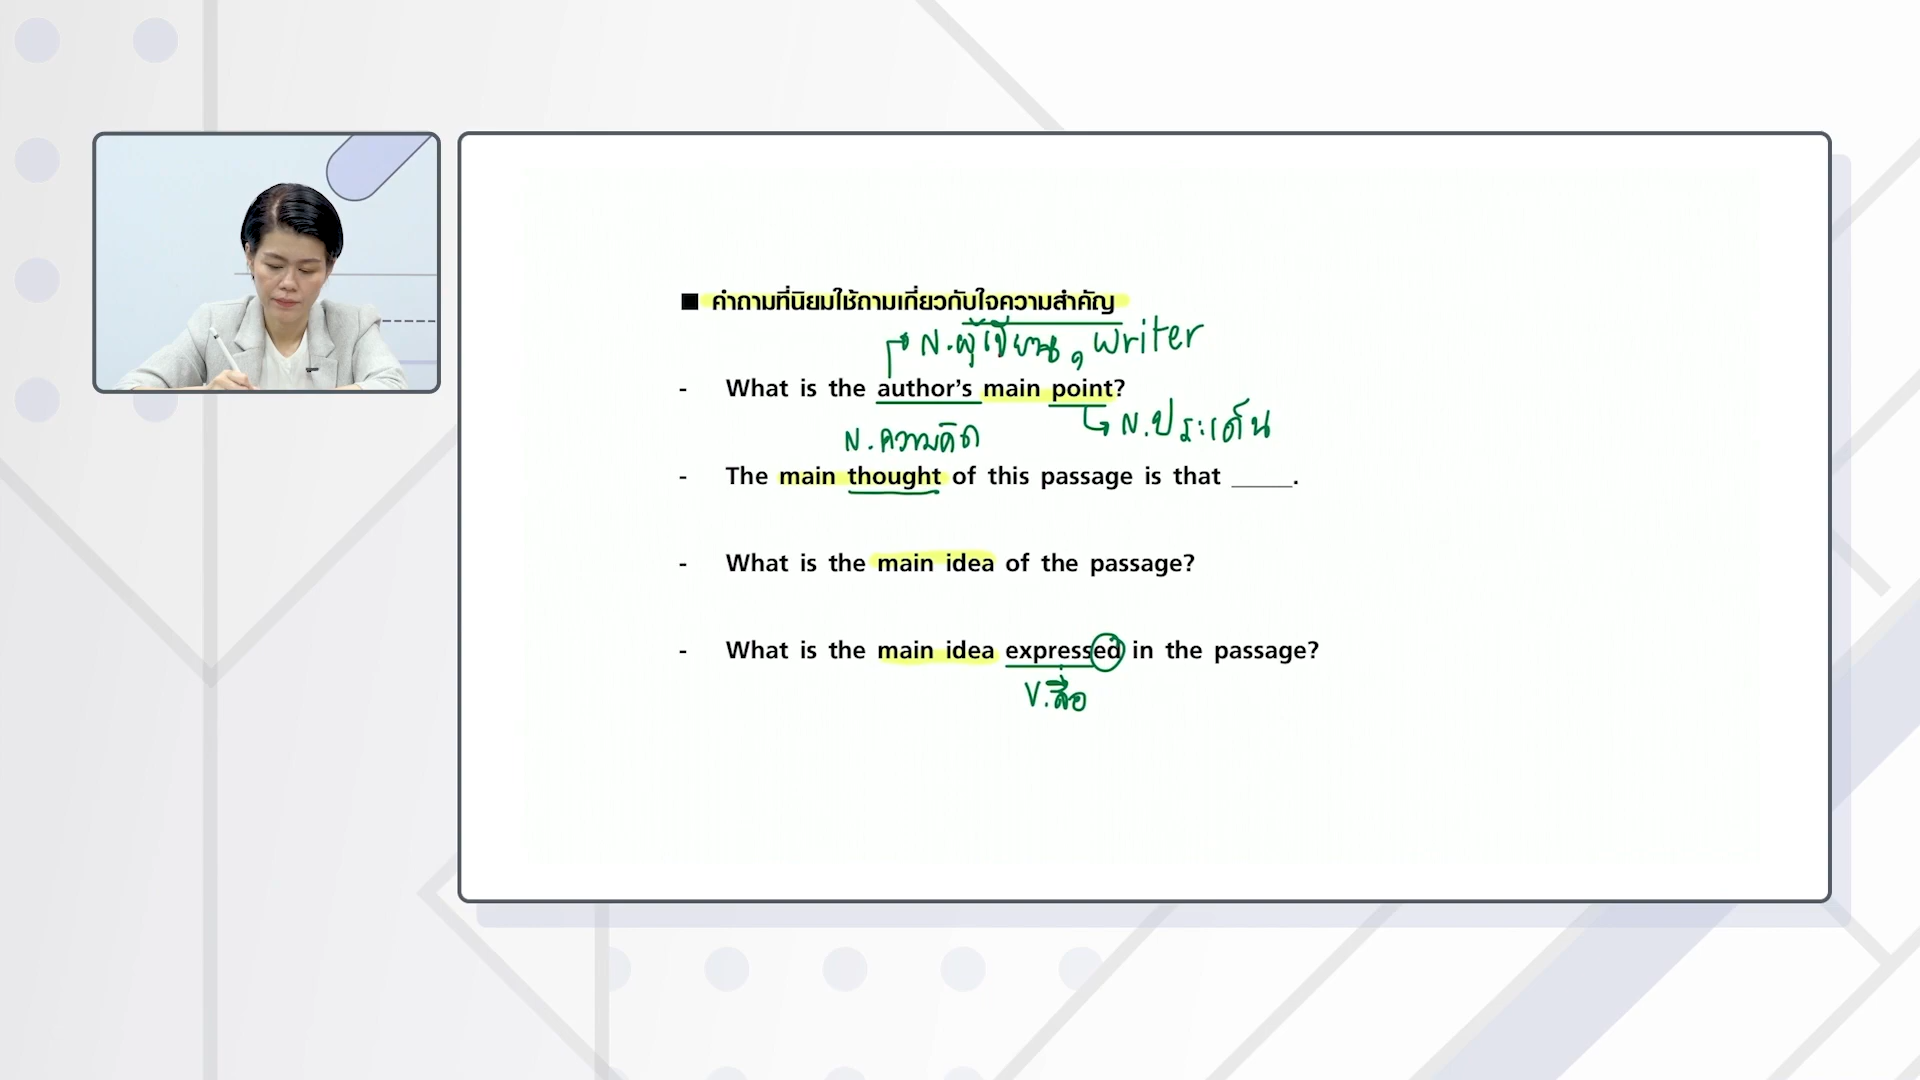 ■ คำถามที่นิยมใช้ถามเกี่ยวกับใจความสำคัญ
N. ผู้เขียน, writer
- What is the author's main point?
N. ประเด็น
N. ความคิด
- The main thought of this passage is that _____.
- What is the main idea of the passage?
- What is the main idea expressed in the passage?
V. สื่อ